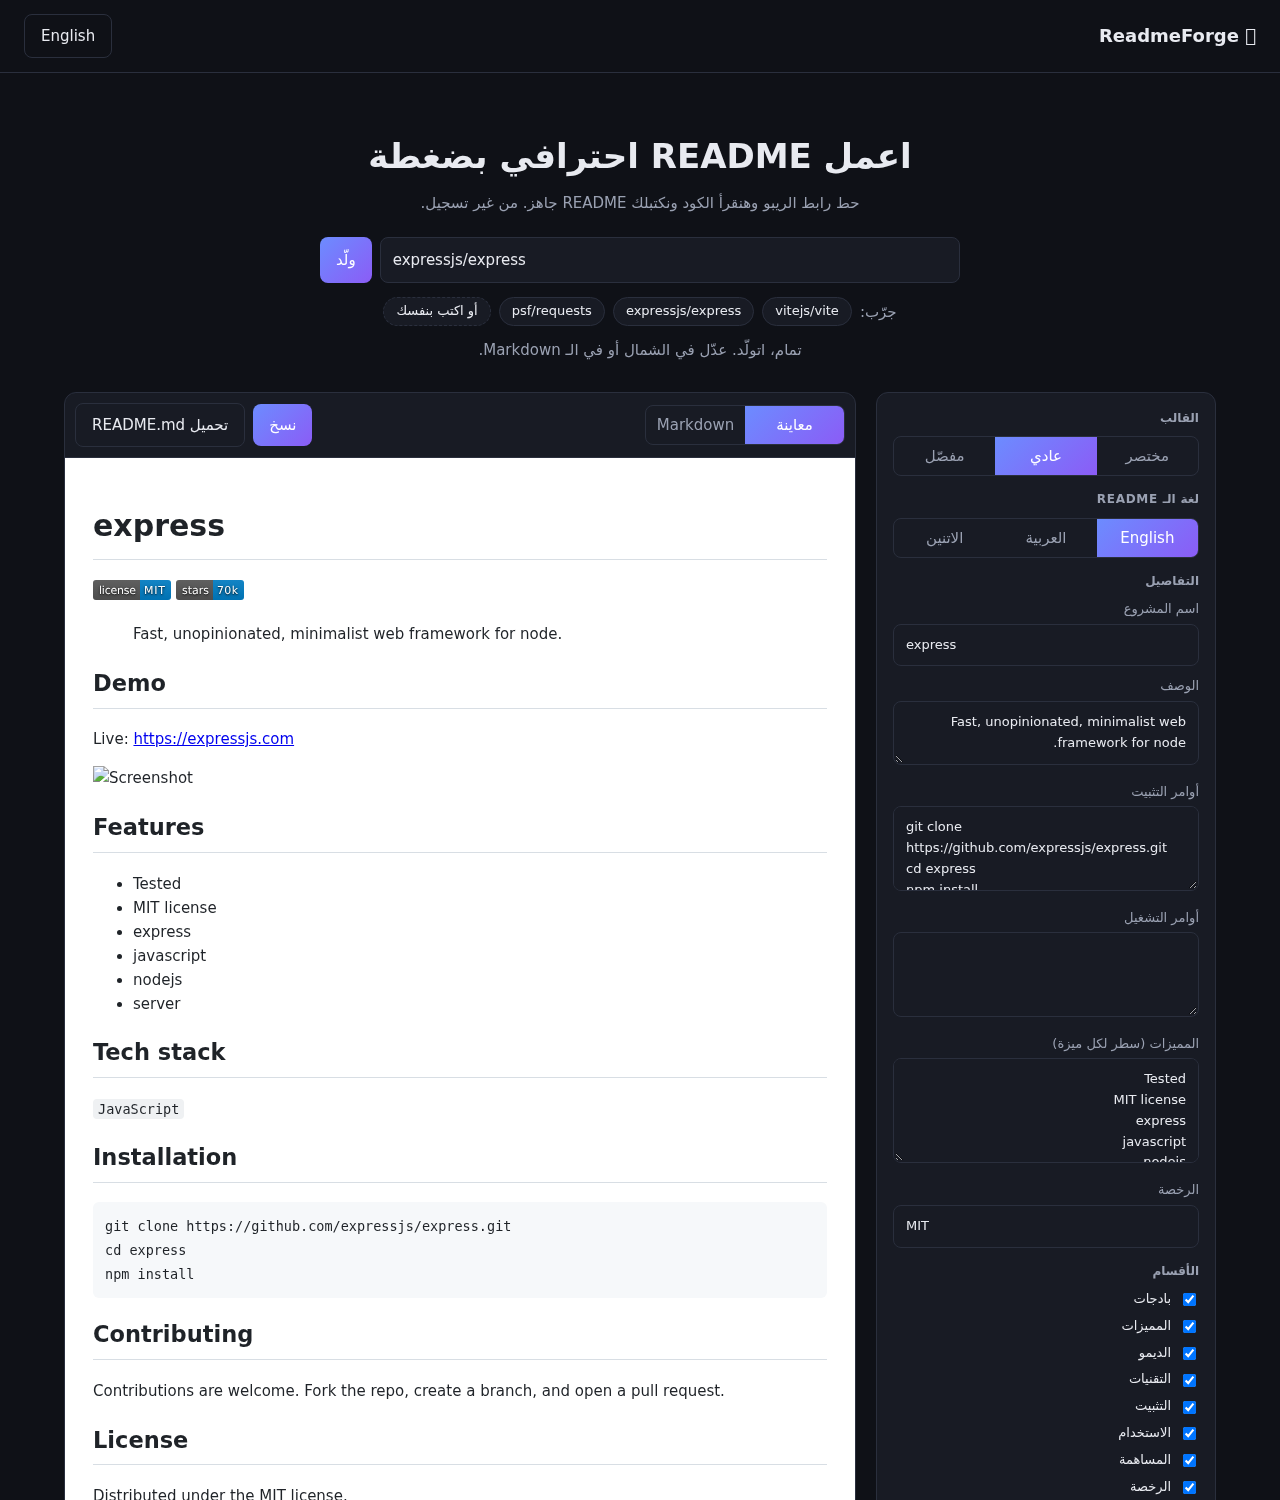 ReadmeForge
English
اعمل README احترافي بضغطة
حط رابط الريبو وهنقرأ الكود ونكتبلك README جاهز. من غير تسجيل.
expressjs/express
ولّد
جرّب:
vitejs/vite
expressjs/express
psf/requests
أو اكتب بنفسك
تمام، اتولّد. عدّل في الشمال أو في الـ Markdown.
القالب
مختصر
عادي
مفصّل
لغة الـ README
English
العربية
الاتنين
التفاصيل
اسم المشروع
express
الوصف
Fast, unopinionated, minimalist web
framework for node.
أوامر التثبيت
git clone
https://github.com/expressjs/express.git
cd express
npm install
أوامر التشغيل
المميزات (سطر لكل ميزة)
Tested
MIT license
express
javascript
nodejs
الرخصة
MIT
الأقسام
بادجات
المميزات
الديمو
التقنيات
التثبيت
الاستخدام
المساهمة
الرخصة
معاينة
Markdown
نسخ
تحميل README.md
express
license MIT
stars 70k
Fast, unopinionated, minimalist web framework for node.
Demo
Live: https://expressjs.com
Screenshot
Features
Tested
MIT license
express
javascript
nodejs
server
Tech stack
JavaScript
Installation
git clone https://github.com/expressjs/express.git
cd express
npm install
Contributing
Contributions are welcome. Fork the repo, create a branch, and open a pull request.
License
Distributed under the MIT license.